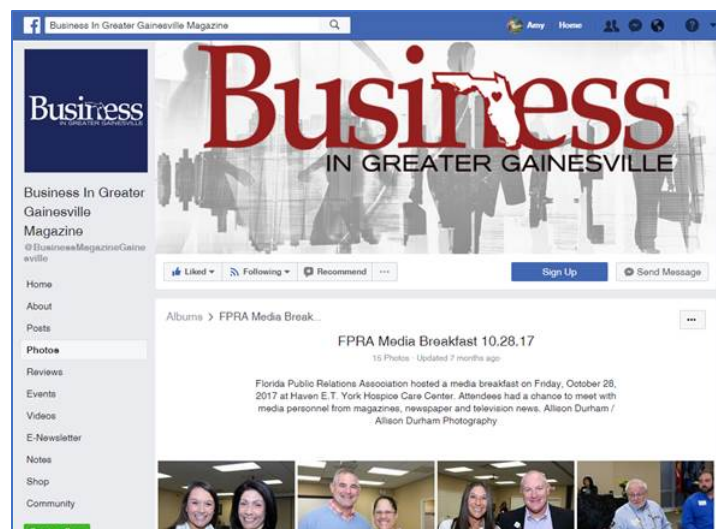 Business In Greater Gainesville Magazine
Amy Home
Business
IN GREATER GAINESVILLE
Business
IN GREATER GAINESVILLE
Business In Greater
Gainesville
Magazine
@BusinessMagazineGaine
sville
Liked Following Recommend ... Sign Up Send Message
Home
About
Posts
Photos
Reviews
Events
Videos
E-Newsletter
Notes
Shop
Community
Albums > FPRA Media Break...
FPRA Media Breakfast 10.28.17
16 Photos · Updated 7 months ago
Florida Public Relations Association hosted a media breakfast on Friday, October 28,
2017 at Haven E.T. York Hospice Care Center. Attendees had a chance to meet with
media personnel from magazines, newspaper and television news. Allison Durham /
Allison Durham Photography